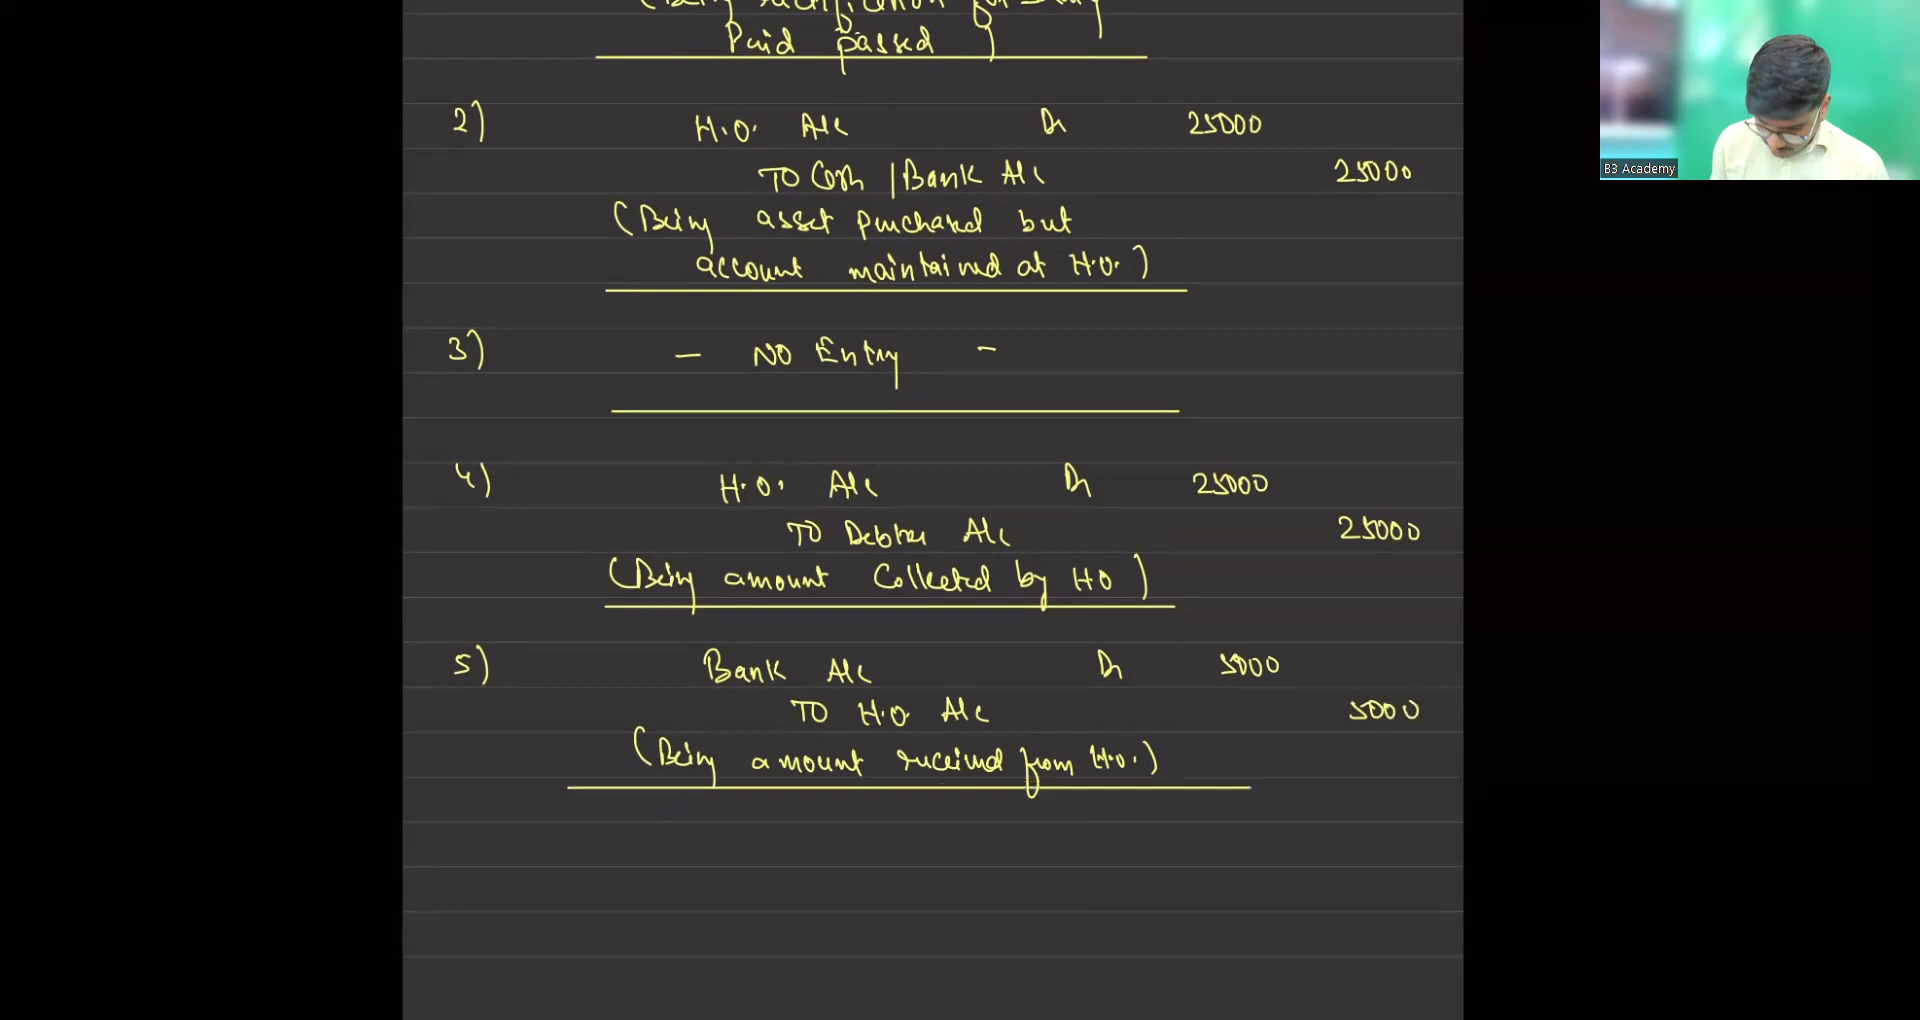 Paid passed )
2) H.O. A/c Dr 25000
To Cash | Bank A/c 25000
(Being asset purchased but
account maintained at H.O.)
3) — No Entry -
4) H.O. A/c Dr 25000
To Debtor A/c 25000
(Being amount collected by HO)
5) Bank A/c Dr 5000
To H.O. A/c 5000
(Being amount received from H.O.)
B3 Academy